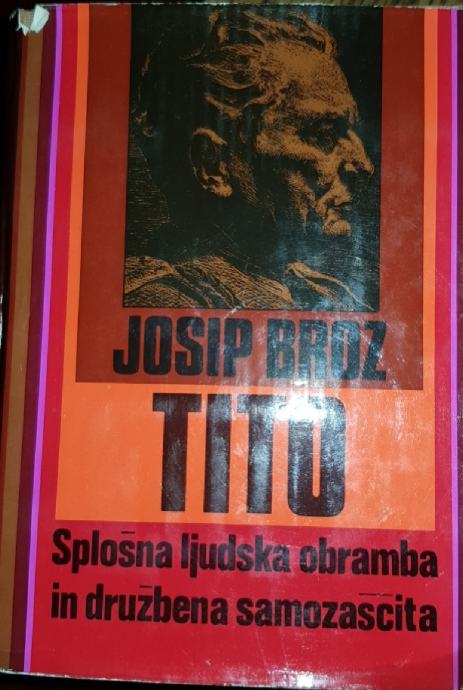 JOSIP BROZ
TITO
Splošna ljudska obramba
in družbena samozaščita